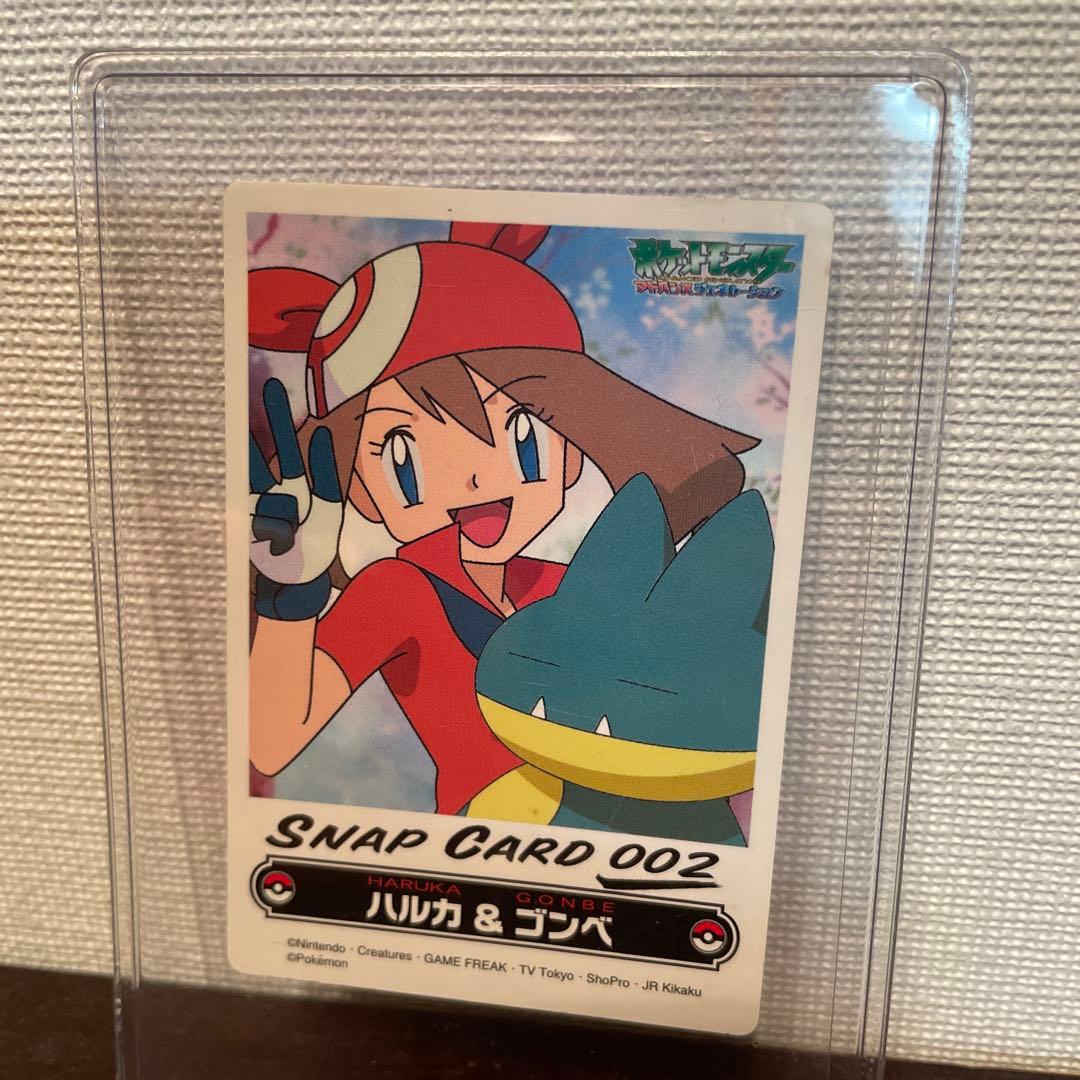 ポケットモンスター
アドバンスジェネレーション
SNAP CARD 002
HARUKA GONBE
ハルカ & ゴンベ
©Nintendo・Creatures・GAME FREAK・TV Tokyo・ShoPro・JR Kikaku
©Pokémon